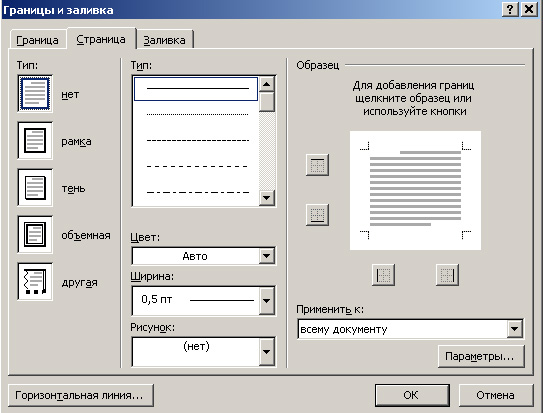 Границы и заливка
Граница
Страница
Заливка
Тип:
нет
рамка
тень
объемная
другая
Тип:
Цвет:
Авто
Ширина:
0,5 пт
Рисунок:
(нет)
Образец
Для добавления границ
щелкните образец или
используйте кнопки
Применить к:
всему документу
Параметры...
Горизонтальная линия...
ОК
Отмена